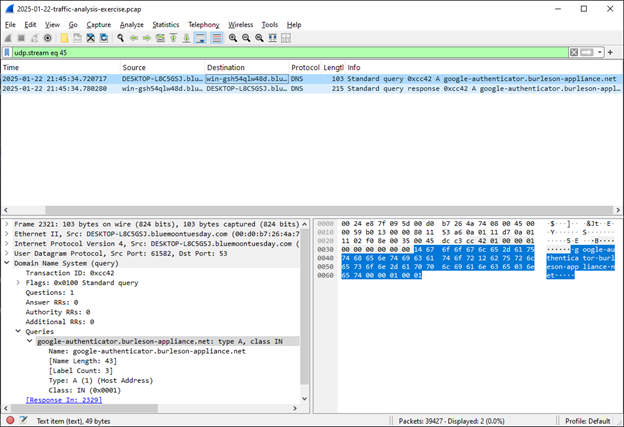 2025-01-22-traffic-analysis-exercise.pcap
File Edit View Go Capture Analyze Statistics Telephony Wireless Tools Help
udp.stream eq 45
Time Source Destination Protocol Lengtl Info
2025-01-22 21:45:34.720717 DESKTOP-L8C5GSJ.blu… win-gsh54qlw48d.blu… DNS 103 Standard query 0xcc42 A google-authenticator.burleson-appliance.net
2025-01-22 21:45:34.780280 win-gsh54qlw48d.blu… DESKTOP-L8C5GSJ.blu… DNS 215 Standard query response 0xcc42 A google-authenticator.burleson-appl…
Frame 2321: 103 bytes on wire (824 bits), 103 bytes captured (824 bits)
Ethernet II, Src: DESKTOP-L8C5GSJ.bluemoontuesday.com (00:d0:b7:26:4a:7
Internet Protocol Version 4, Src: DESKTOP-L8C5GSJ.bluemoontuesday.com (
User Datagram Protocol, Src Port: 61582, Dst Port: 53
Domain Name System (query)
Transaction ID: 0xcc42
Flags: 0x0100 Standard query
Questions: 1
Answer RRs: 0
Authority RRs: 0
Additional RRs: 0
Queries
google-authenticator.burleson-appliance.net: type A, class IN
Name: google-authenticator.burleson-appliance.net
[Name Length: 43]
[Label Count: 3]
Type: A (1) (Host Address)
Class: IN (0x0001)
[Response In: 2329]
0000 00 24 e8 7f 09 5d 00 d0 b7 26 4a 74 08 00 45 00 ·$···]·· ·&Jt··E·
0010 00 59 b0 13 00 00 80 11 53 a6 0a 01 11 d7 0a 01 ·Y······ S·······
0020 11 02 f0 8e 00 35 00 45 dc c3 cc 42 01 00 00 01 ·····5·E ···B····
0030 00 00 00 00 00 00 14 67 6f 6f 67 6c 65 2d 61 75 ·······g oogle-au
0040 74 68 65 6e 74 69 63 61 74 6f 72 12 62 75 72 6c thentica tor·burl
0050 65 73 6f 6e 2d 61 70 70 6c 69 61 6e 63 65 03 6e eson-app liance·n
0060 65 74 00 00 01 00 01 et·····
Text item (text), 49 bytes
Packets: 39427 · Displayed: 2 (0.0%)
Profile: Default